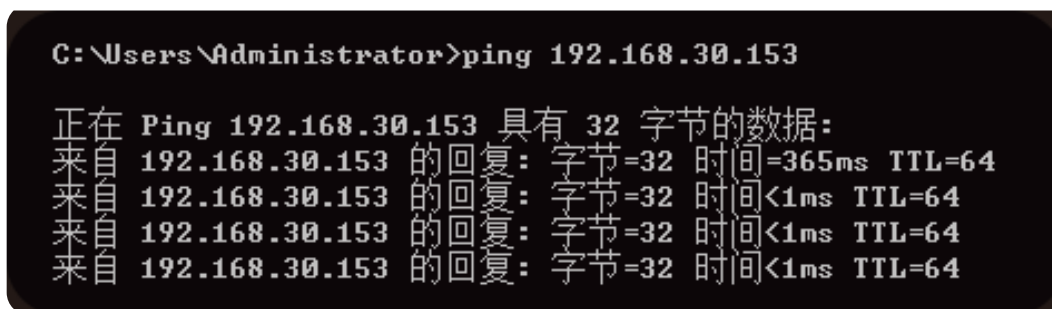 C:\Users\Administrator>ping 192.168.30.153
正在 Ping 192.168.30.153 具有 32 字节的数据:
来自 192.168.30.153 的回复: 字节=32 时间=365ms TTL=64
来自 192.168.30.153 的回复: 字节=32 时间<1ms TTL=64
来自 192.168.30.153 的回复: 字节=32 时间<1ms TTL=64
来自 192.168.30.153 的回复: 字节=32 时间<1ms TTL=64